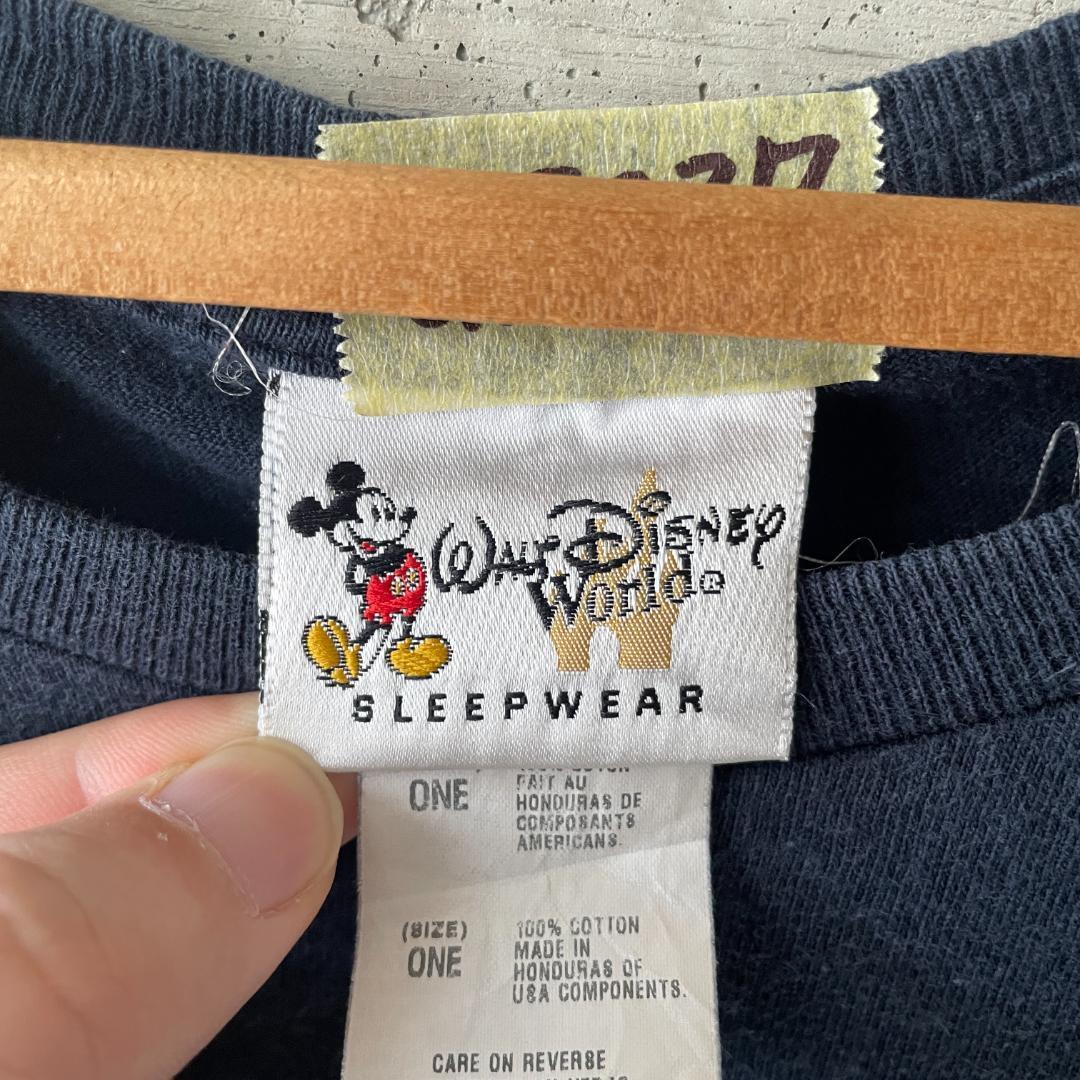 WALT DISNEY
World®
SLEEPWEAR
ONE
FAIT AU
HONDURAS DE
COMPOSANTS
AMERICANS.
(SIZE)
ONE
100% COTTON
MADE IN
HONDURAS OF
USA COMPONENTS.
CARE ON REVERSE